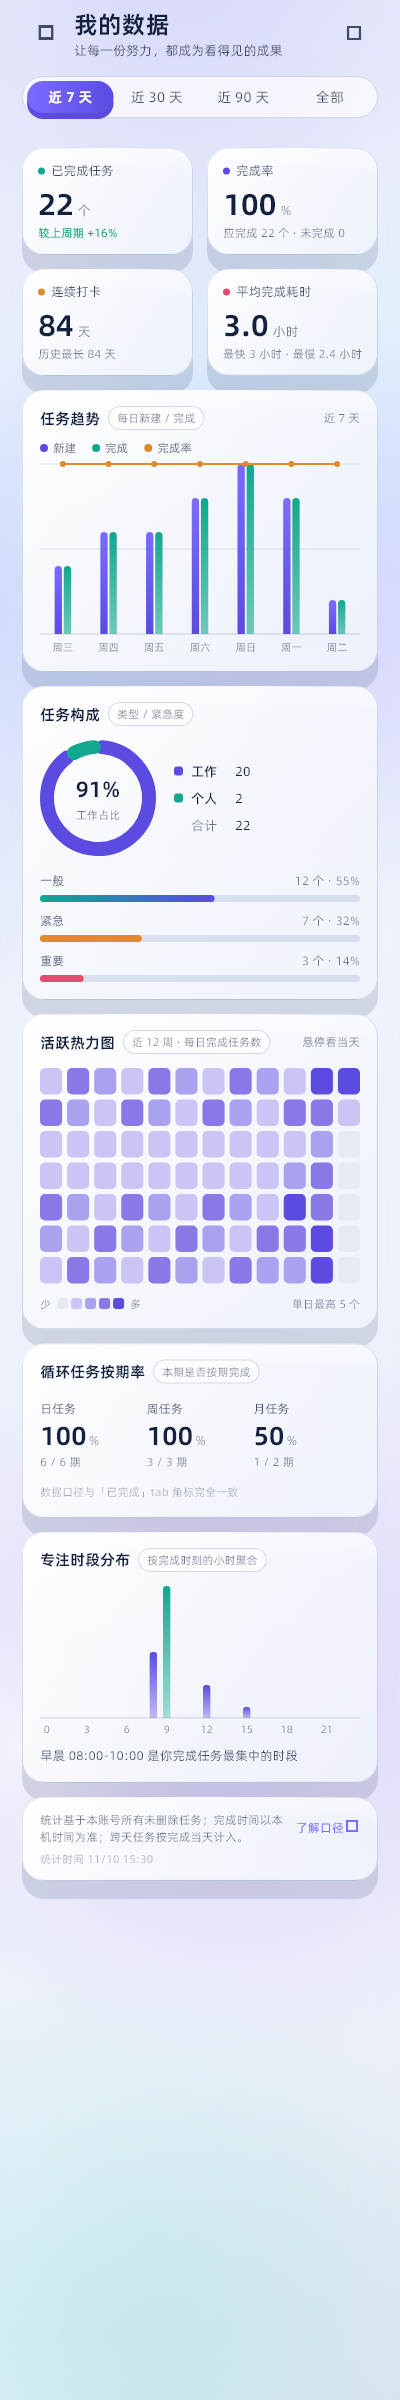 我的数据
让每一份努力，都成为看得见的成果
近 7 天
近 30 天
近 90 天
全部
已完成任务
22 个
较上周期 +16%
完成率
100 %
应完成 22 个 · 未完成 0
连续打卡
84 天
历史最长 84 天
平均完成耗时
3.0 小时
最快 3 小时 · 最慢 2.4 小时
任务趋势
每日新建 / 完成
近 7 天
新建
完成
完成率
周三
周四
周五
周六
周日
周一
周二
任务构成
类型 / 紧急度
91%
工作占比
工作 20
个人 2
合计 22
一般 12 个 · 55%
紧急 7 个 · 32%
重要 3 个 · 14%
活跃热力图
近 12 周 · 每日完成任务数
悬停看当天
少
多
单日最高 5 个
循环任务按期率
本期是否按期完成
日任务
100 %
6 / 6 期
周任务
100 %
3 / 3 期
月任务
50 %
1 / 2 期
数据口径与「已完成」tab 角标完全一致
专注时段分布
按完成时刻的小时聚合
0
3
6
9
12
15
18
21
早晨 08:00-10:00 是你完成任务最集中的时段
统计基于本账号所有未删除任务；完成时间以本
机时间为准；跨天任务按完成当天计入。
了解口径
统计时间 11/10 15:30